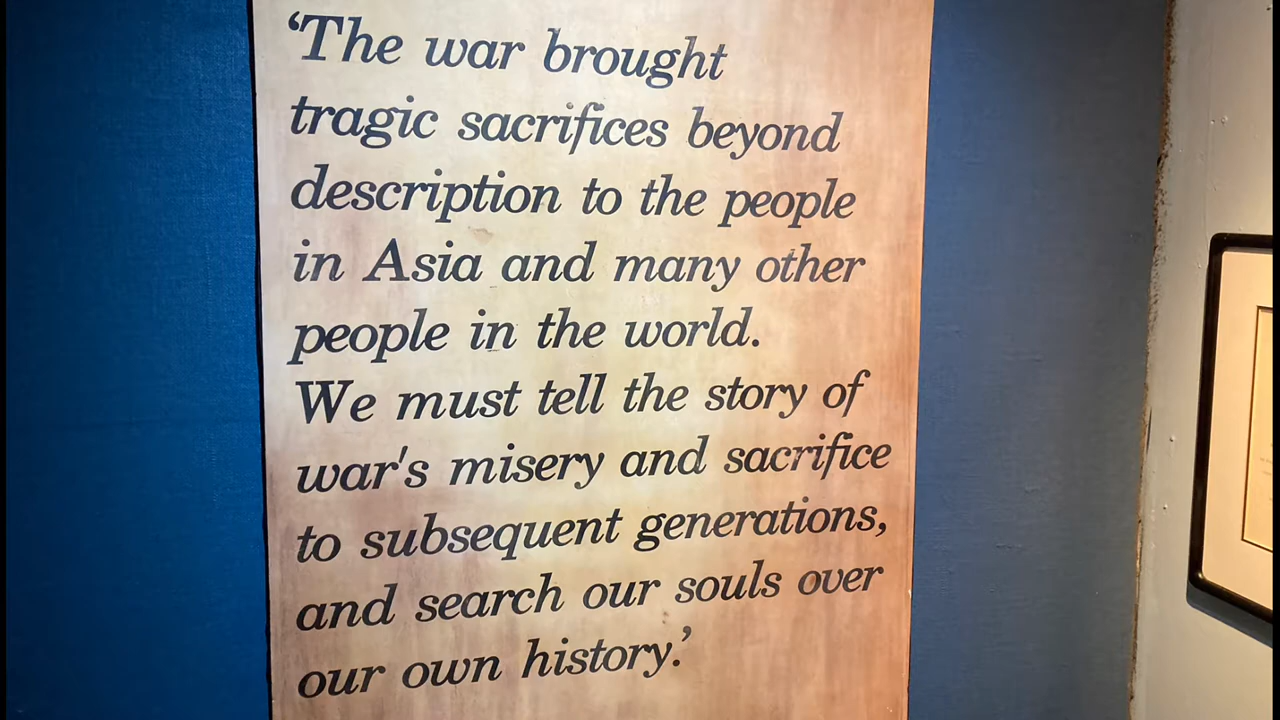 ‘The war brought
tragic sacrifices beyond
description to the people
in Asia and many other
people in the world.
We must tell the story of
war's misery and sacrifice
to subsequent generations,
and search our souls over
our own history.’